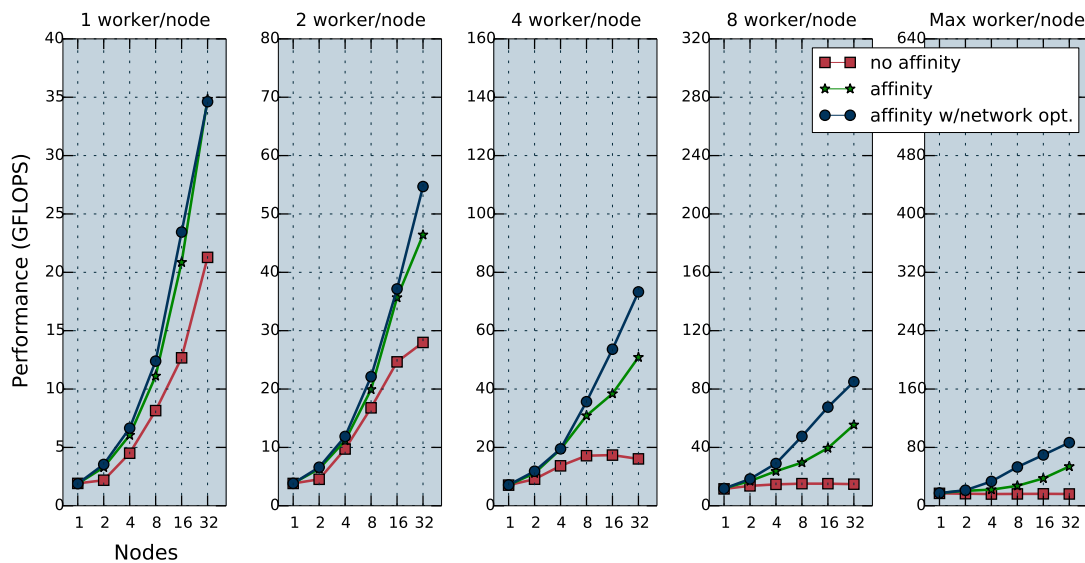 1 worker/node
2 worker/node
4 worker/node
8 worker/node
Max worker/node
Performance (GFLOPS)
40
35
30
25
20
15
10
5
0
80
70
60
50
40
30
20
10
0
160
140
120
100
80
60
40
20
0
320
280
240
200
160
120
80
40
0
640
480
400
320
240
160
80
0
no affinity
affinity
affinity w/network opt.
1 2 4 8 16 32
1 2 4 8 16 32
1 2 4 8 16 32
1 2 4 8 16 32
1 2 4 8 16 32
Nodes